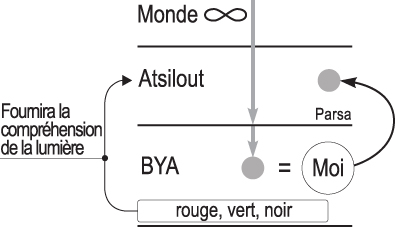 Monde ∞
Atsilout
Parsa
Fournira la
compréhension
de la lumière
BYA = Moi
rouge, vert, noir